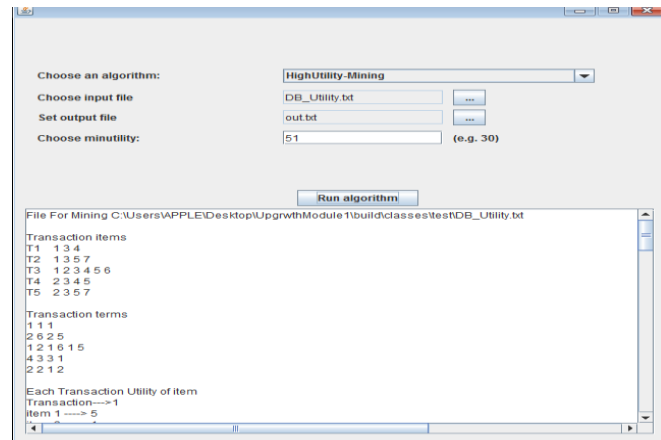 Choose an algorithm: HighUtility-Mining
Choose input file DB_Utility.txt ...
Set output file out.txt ...
Choose minutility: 51 (e.g. 30)
Run algorithm
File For Mining C:\Users\APPLE\Desktop\UpgrwthModule1\build\classes\test\DB_Utility.txt
Transaction items
T1 1 3 4
T2 1 3 5 7
T3 1 2 3 4 5 6
T4 2 3 4 5
T5 2 3 5 7
Transaction terms
1 1 1
2 6 2 5
1 2 1 6 1 5
4 3 3 1
2 2 1 2
Each Transaction Utility of item
Transaction--->1
item 1 ----> 5